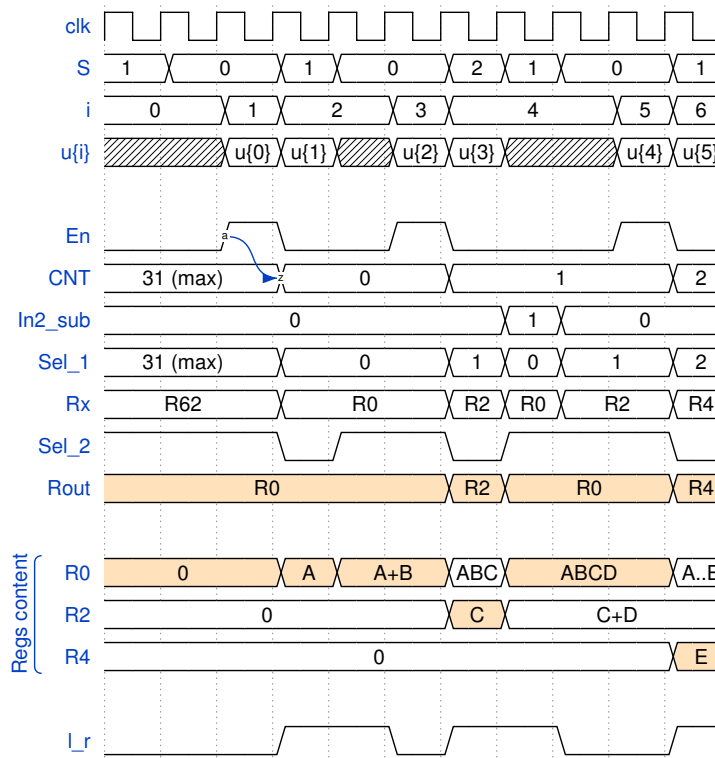 clk
S 1 0 1 0 2 1 0 1
i 0 1 2 3 4 5 6
u{i} u{0} u{1} u{2} u{3} u{4} u{5}
En a
CNT 31 (max) z 0 1 2
In2_sub 0 1 0
Sel_1 31 (max) 0 1 0 1 2
Rx R62 R0 R2 R0 R2 R4
Sel_2
Rout R0 R2 R0 R4
Regs content
R0 0 A A+B ABC ABCD A..E
R2 0 C C+D
R4 0 E
l_r